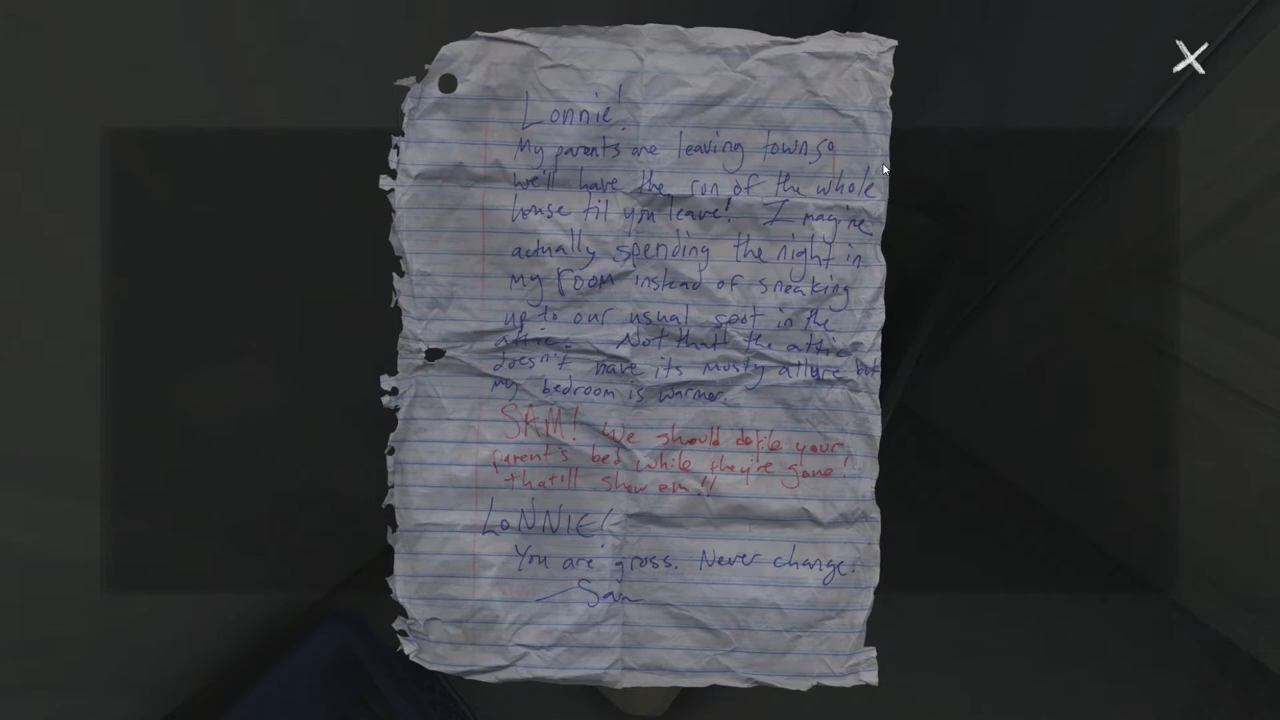 Lonnie!
My parents are leaving town so
we'll have the run of the whole
house til you leave! Imagine
actually spending the night in
my room instead of sneaking
up to our usual spot in the
attic. Not that the attic
doesn't have its musty allure but
my bedroom is warmer.
SAM! We should defile your
parent's bed while they're gone!
that'll show em!!
LONNIE!
You are gross. Never change.
—Sam